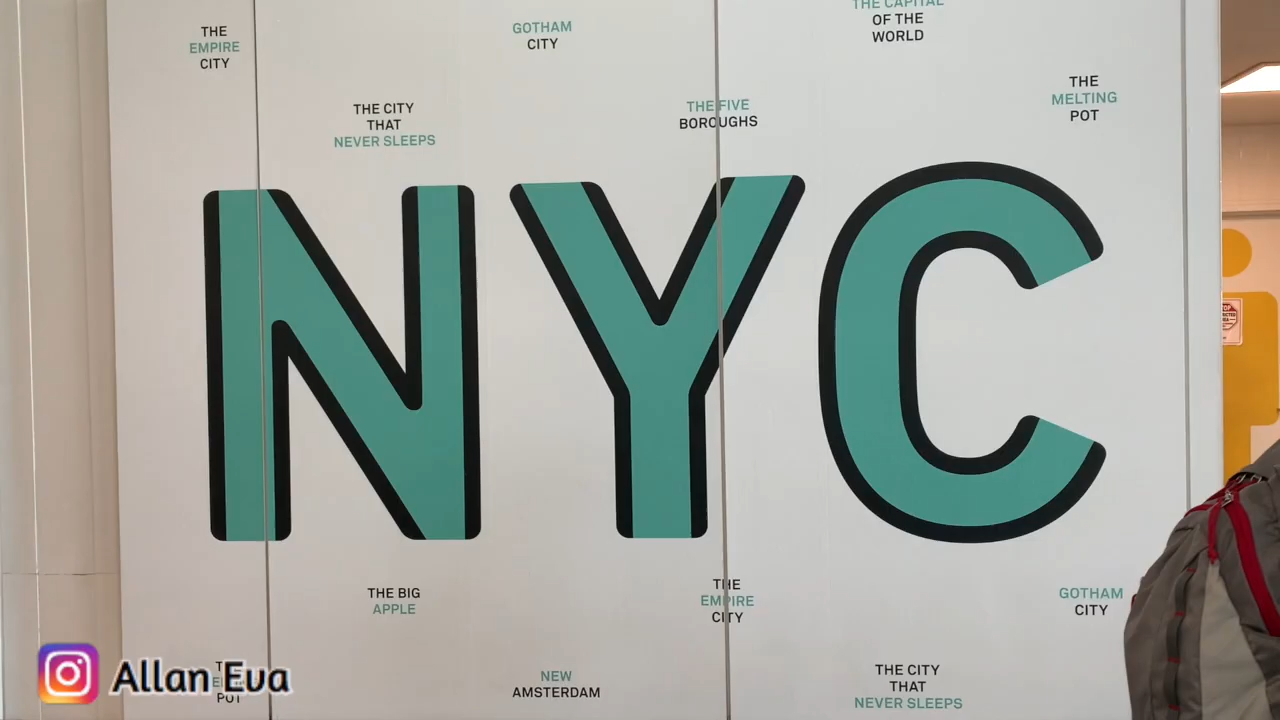 THE CAPITAL
OF THE
WORLD
THE
EMPIRE
CITY
GOTHAM
CITY
THE CITY
THAT
NEVER SLEEPS
THE FIVE
BOROUGHS
THE
MELTING
POT
NYC
THE BIG
APPLE
THE
EMPIRE
CITY
GOTHAM
CITY
NEW
AMSTERDAM
THE CITY
THAT
NEVER SLEEPS
POT
Allan Eva